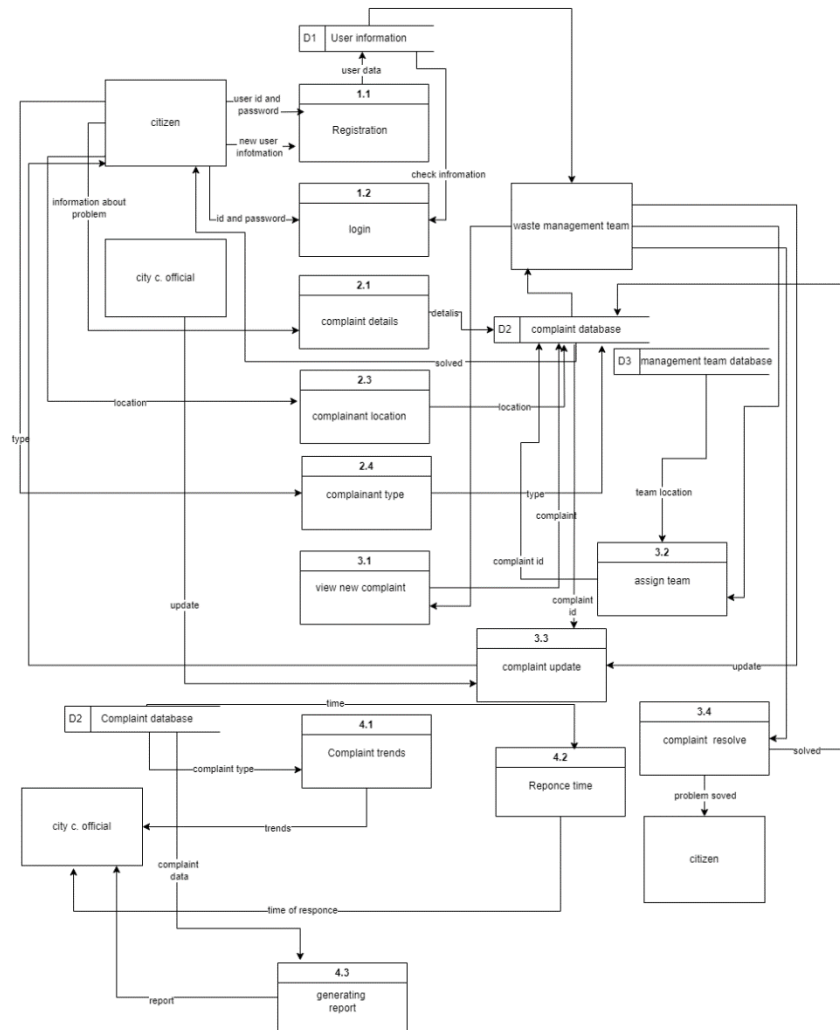 D1 User information
user data
1.1
Registration
citizen
user id and
password
new user
infotmation
check infromation
1.2
login
id and password
information about
problem
waste management team
city c. official
2.1
complaint details
detalis
D2 complaint database
solved
D3 management team database
2.3
complainant location
location
location
type
2.4
complainant type
type
complaint
team location
3.1
view new complaint
complaint id
3.2
assign team
complaint
id
update
3.3
complaint update
update
D2 Complaint database
time
4.1
Complaint trends
complaint type
3.4
complaint resolve
solved
4.2
Reponce time
problem soved
city c. official
trends
citizen
complaint
data
time of responce
4.3
generating
report
report